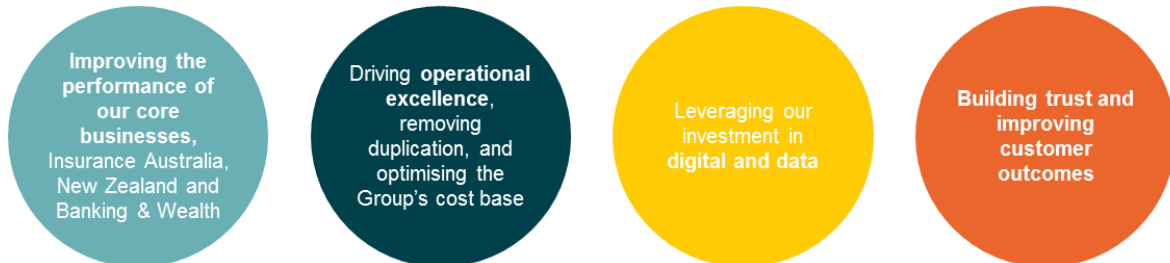 Improving the
performance of
our core
businesses,
Insurance Australia,
New Zealand and
Banking & Wealth
Driving operational
excellence,
removing
duplication, and
optimising the
Group's cost base
Leveraging our
investment in
digital and data
Building trust and
improving
customer
outcomes